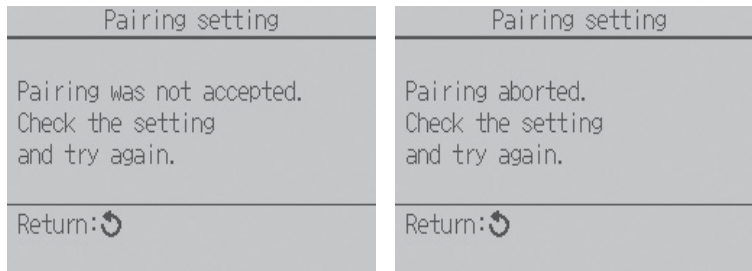 Pairing setting
Pairing was not accepted.
Check the setting
and try again.
Return:
Pairing setting
Pairing aborted.
Check the setting
and try again.
Return: